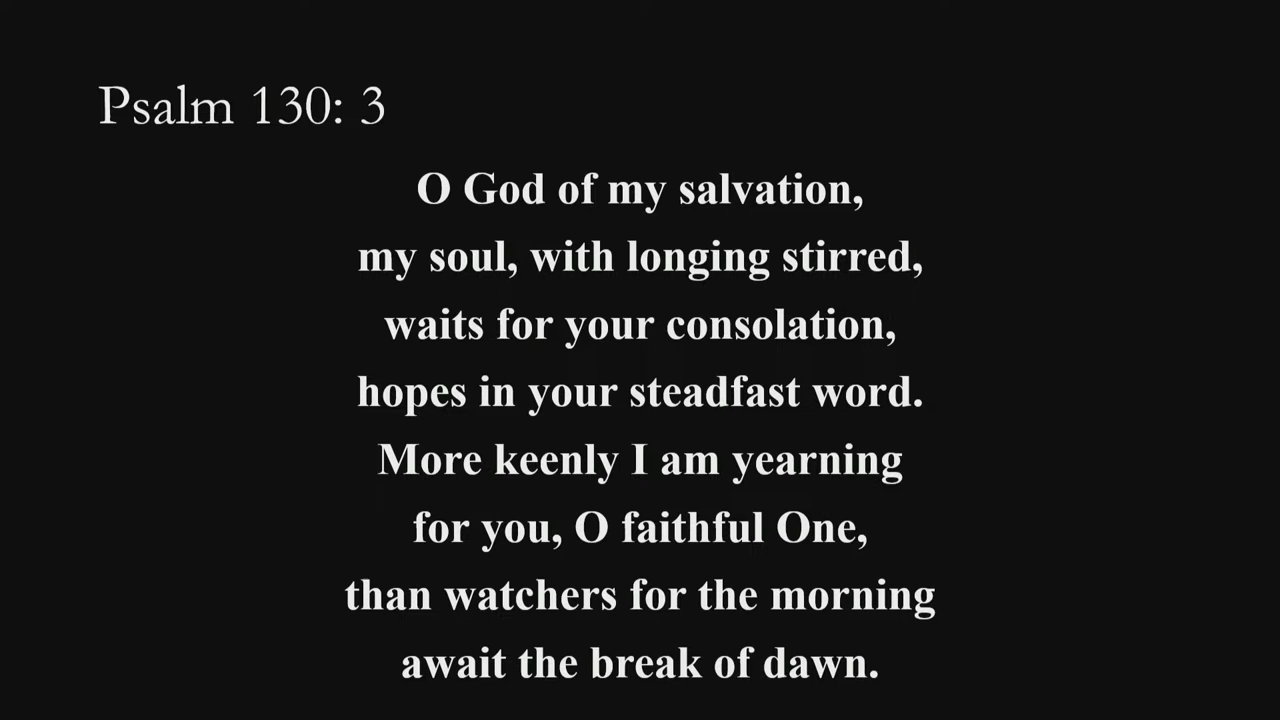 Psalm 130: 3
O God of my salvation,
my soul, with longing stirred,
waits for your consolation,
hopes in your steadfast word.
More keenly I am yearning
for you, O faithful One,
than watchers for the morning
await the break of dawn.